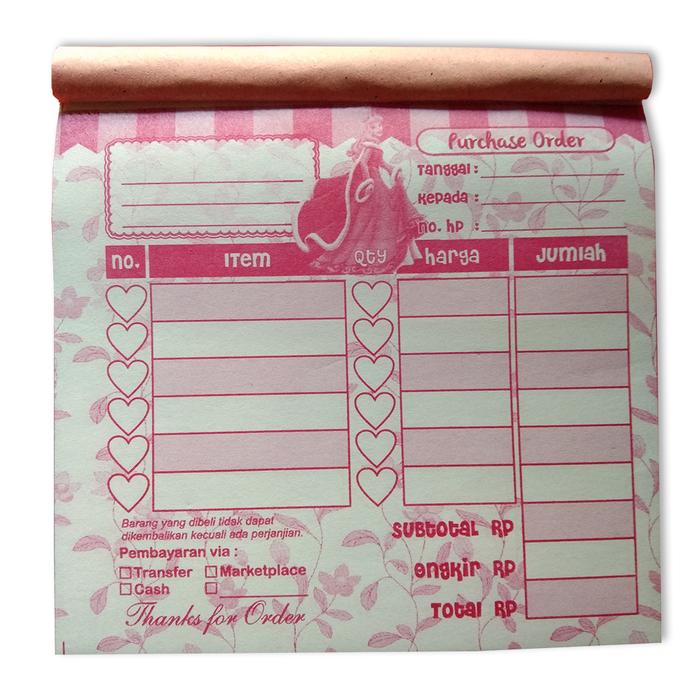 Purchase Order
Tanggal :
Kepada :
no. hp :
no. Item Qty harga Jumlah
Barang yang dibeli tidak dapat
dikembalikan kecuali ada perjanjian.
Pembayaran via :
Transfer Marketplace
Cash
Thanks for Order
Subtotal RP
Ongkir RP
Total RP